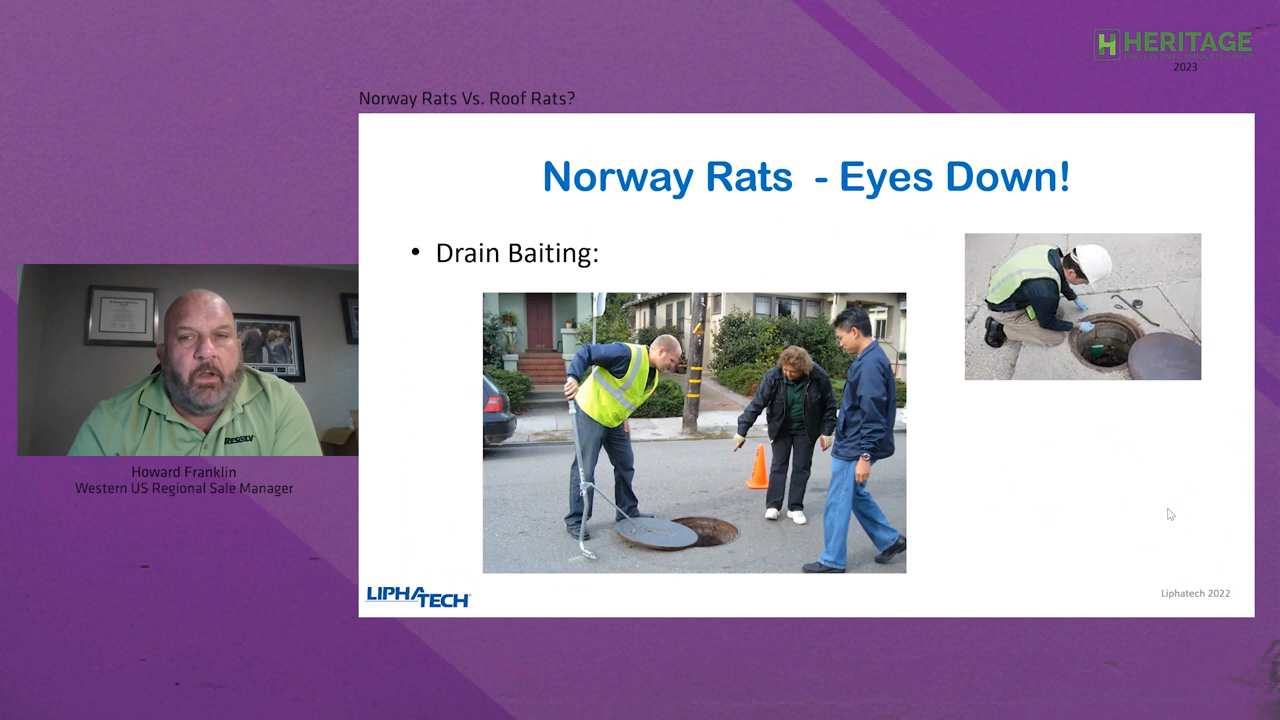 HERITAGE
2023
Norway Rats Vs. Roof Rats?
Norway Rats - Eyes Down!
• Drain Baiting:
RESOLV
Howard Franklin
Western US Regional Sale Manager
LIPHATECH
Liphatech 2022